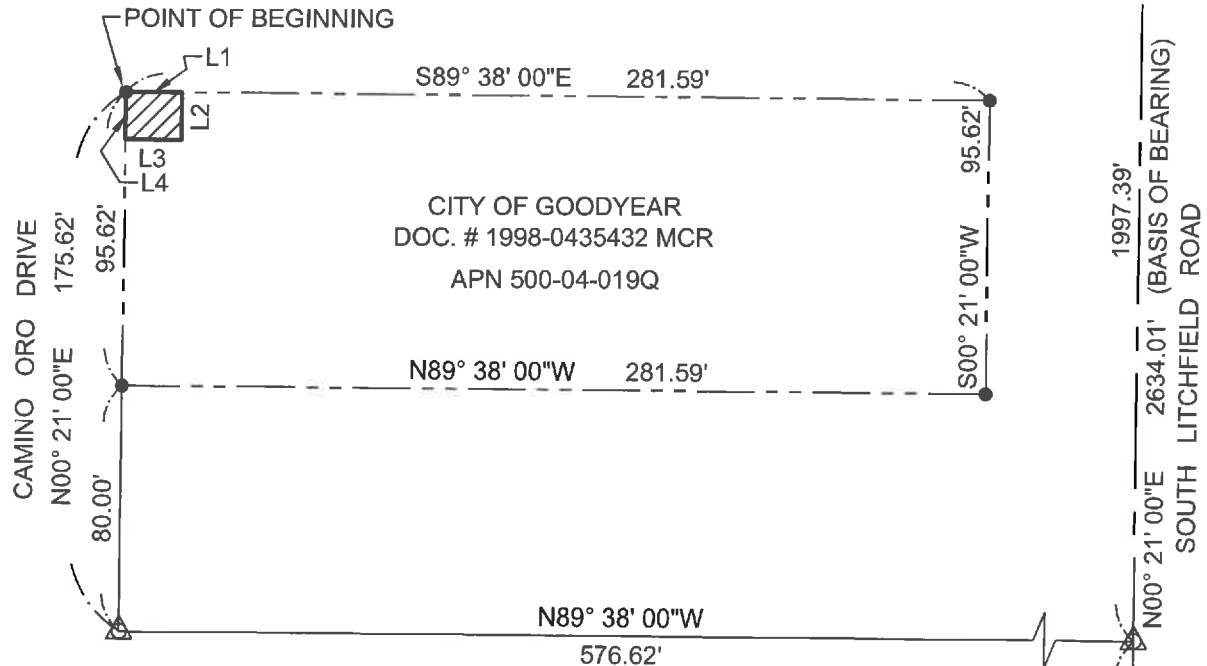 POINT OF BEGINNING
L1
S89° 38' 00"E 281.59'
L2
L3
L4
95.62'
S00° 21' 00"W
CITY OF GOODYEAR
DOC. # 1998-0435432 MCR
APN 500-04-019Q
CAMINO ORO DRIVE
N00° 21' 00"E 175.62'
95.62'
80.00'
N89° 38' 00"W 281.59'
N89° 38' 00"W
576.62'
1997.39'
N00° 21' 00"E 2634.01' (BASIS OF BEARING)
SOUTH LITCHFIELD ROAD